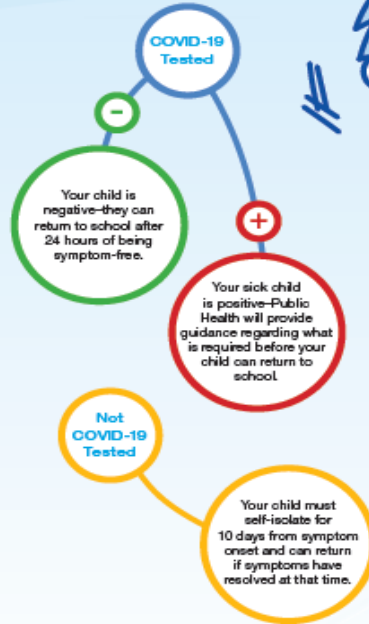 COVID-19
Tested
−
Your child is
negative–they can
return to school after
24 hours of being
symptom-free.
+
Your sick child
is positive–Public
Health will provide
guidance regarding what
is required before your
child can return to
school.
Not
COVID-19
Tested
Your child must
self-isolate for
10 days from symptom
onset and can return
if symptoms have
resolved at that time.